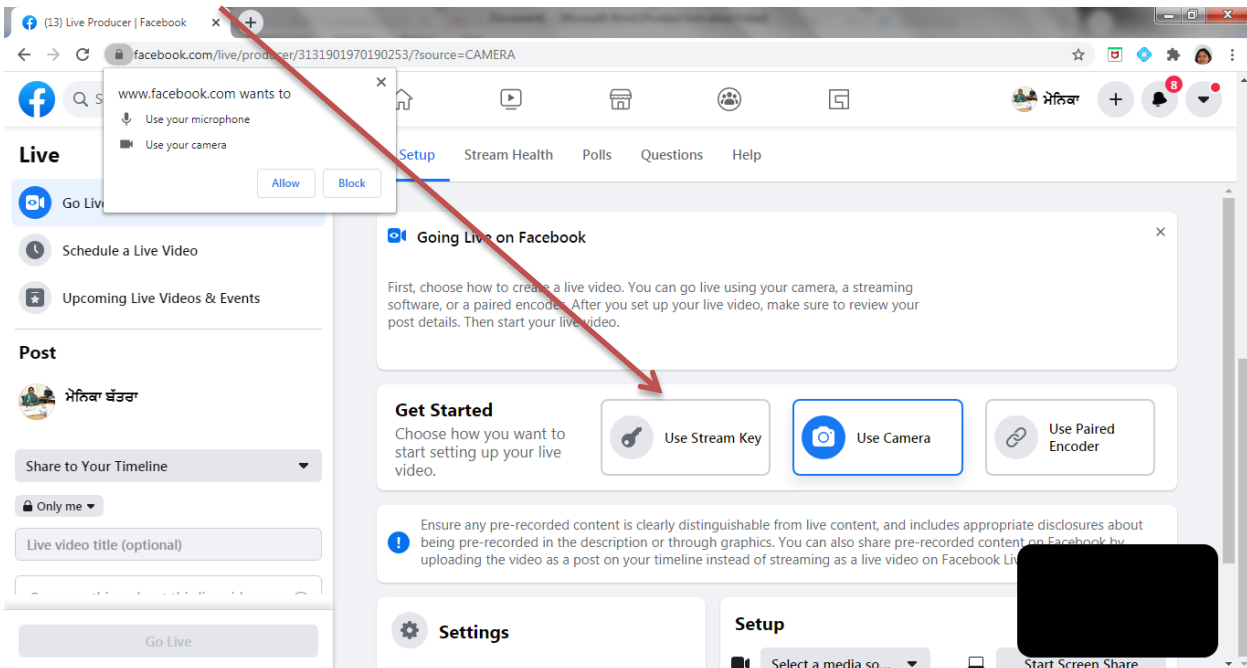 (13) Live Producer | Facebook
facebook.com/live/producer/3131901970190253/?source=CAMERA
www.facebook.com wants to
Use your microphone
Use your camera
Allow Block
ਮੋਨਿਕਾ
8
Live
Go Live
Schedule a Live Video
Upcoming Live Videos & Events
Post
ਮੋਨਿਕਾ ਬੱਤਰਾ
Share to Your Timeline
Only me
Live video title (optional)
Go Live
Setup Stream Health Polls Questions Help
Going Live on Facebook
First, choose how to create a live video. You can go live using your camera, a streaming
software, or a paired encoder. After you set up your live video, make sure to review your
post details. Then start your live video.
Get Started
Choose how you want to
start setting up your live
video.
Use Stream Key
Use Camera
Use Paired
Encoder
Ensure any pre-recorded content is clearly distinguishable from live content, and includes appropriate disclosures about
being pre-recorded in the description or through graphics. You can also share pre-recorded content on Facebook by
uploading the video as a post on your timeline instead of streaming as a live video on Facebook
Settings
Setup
Select a media so...
Start Screen Share